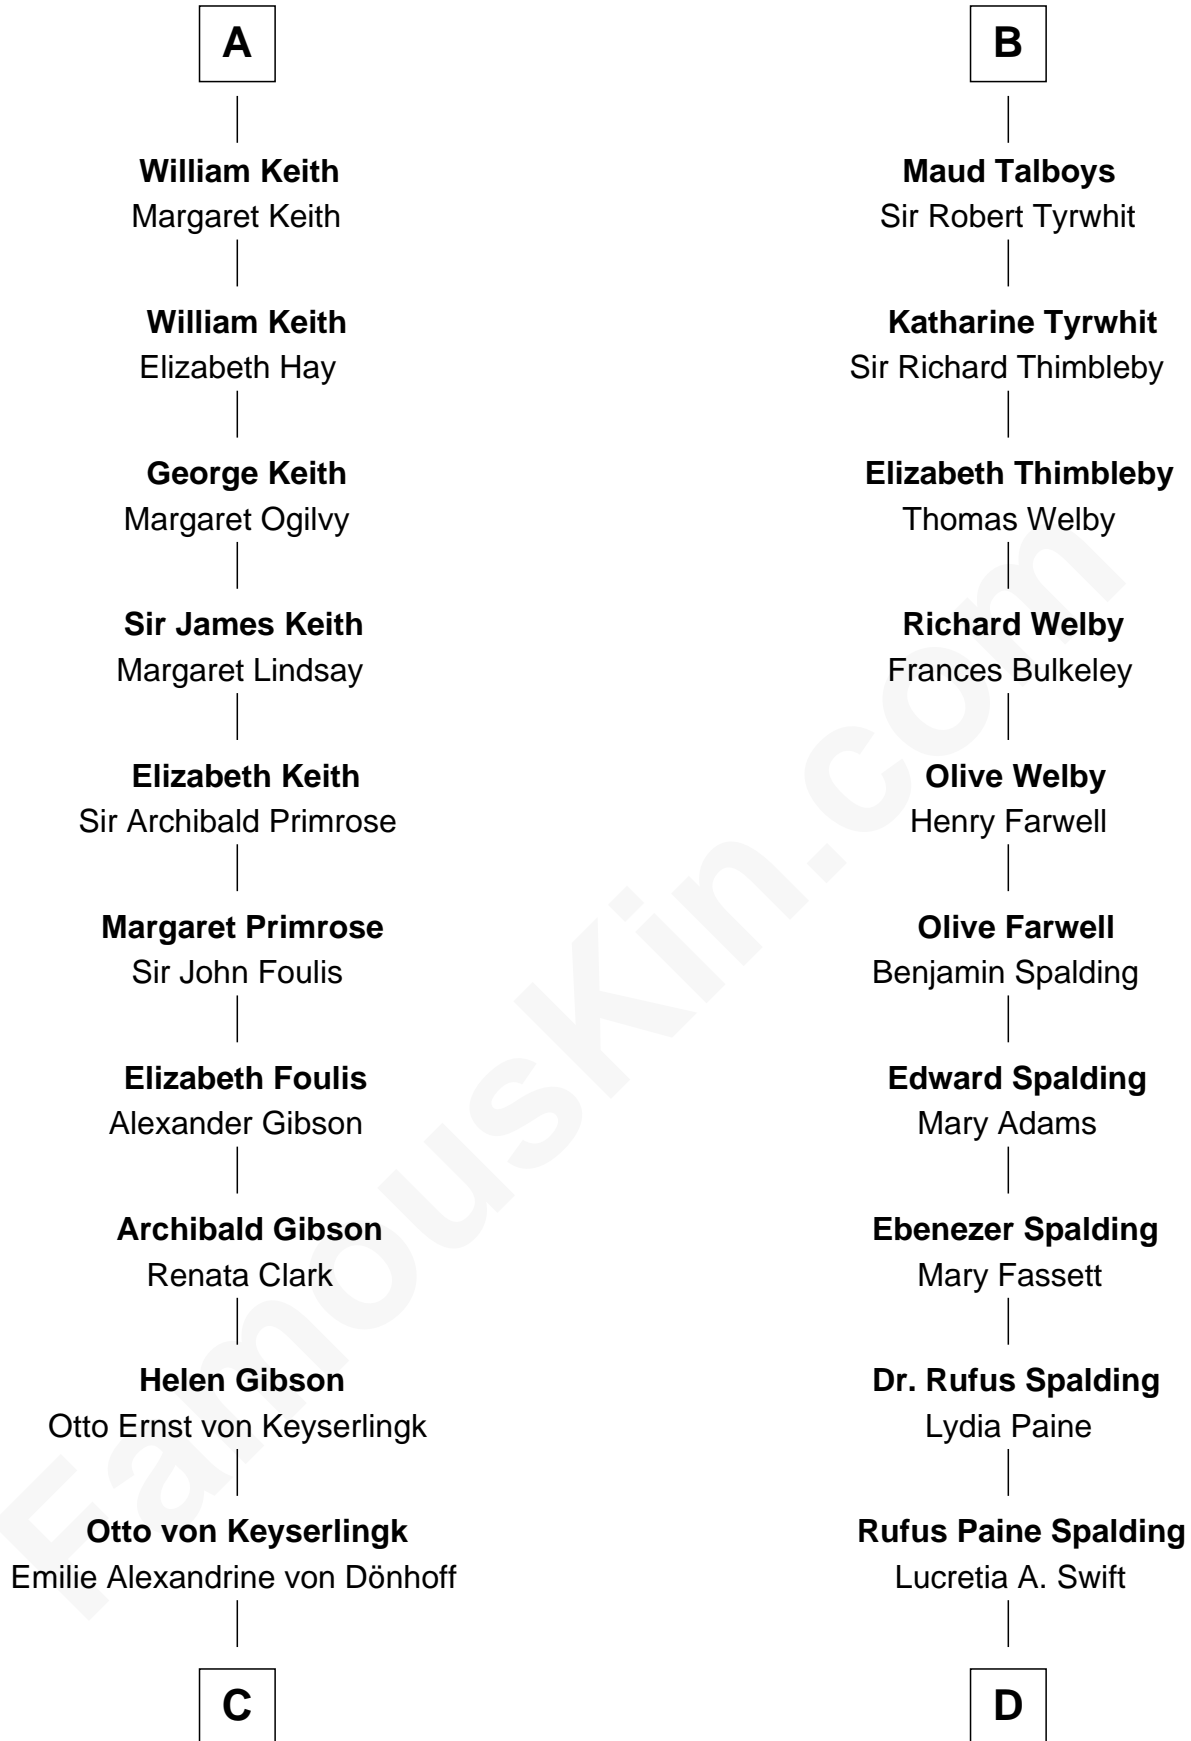 A
William Keith
Margaret Keith
William Keith
Elizabeth Hay
George Keith
Margaret Ogilvy
Sir James Keith
Margaret Lindsay
Elizabeth Keith
Sir Archibald Primrose
Margaret Primrose
Sir John Foulis
Elizabeth Foulis
Alexander Gibson
Archibald Gibson
Renata Clark
Helen Gibson
Otto Ernst von Keyserlingk
Otto von Keyserlingk
Emilie Alexandrine von Dönhoff
C
B
Maud Talboys
Sir Robert Tyrwhit
Katharine Tyrwhit
Sir Richard Thimbleby
Elizabeth Thimbleby
Thomas Welby
Richard Welby
Frances Bulkeley
Olive Welby
Henry Farwell
Olive Farwell
Benjamin Spalding
Edward Spalding
Mary Adams
Ebenezer Spalding
Mary Fassett
Dr. Rufus Spalding
Lydia Paine
Rufus Paine Spalding
Lucretia A. Swift
D
FamousKin.com